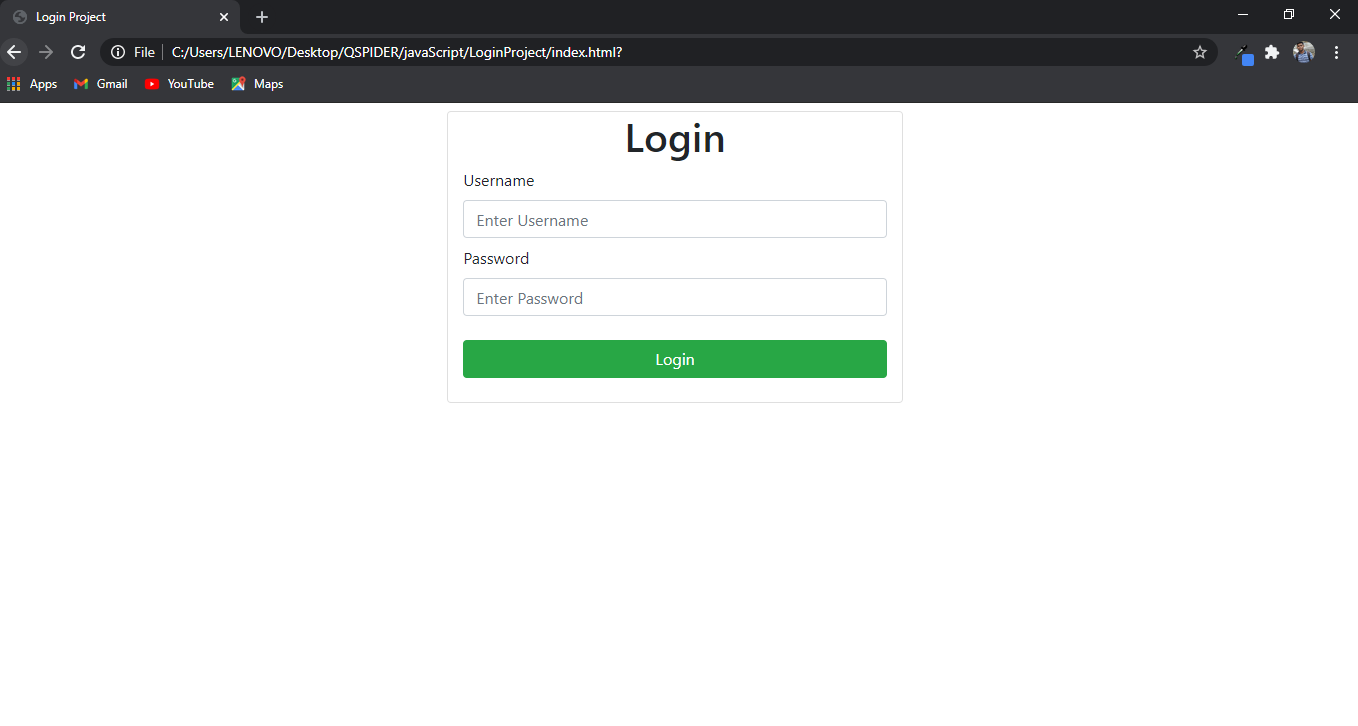 Login Project
File C:/Users/LENOVO/Desktop/QSPIDER/javaScript/LoginProject/index.html?
Apps Gmail YouTube Maps
Login
Username
Enter Username
Password
Enter Password
Login